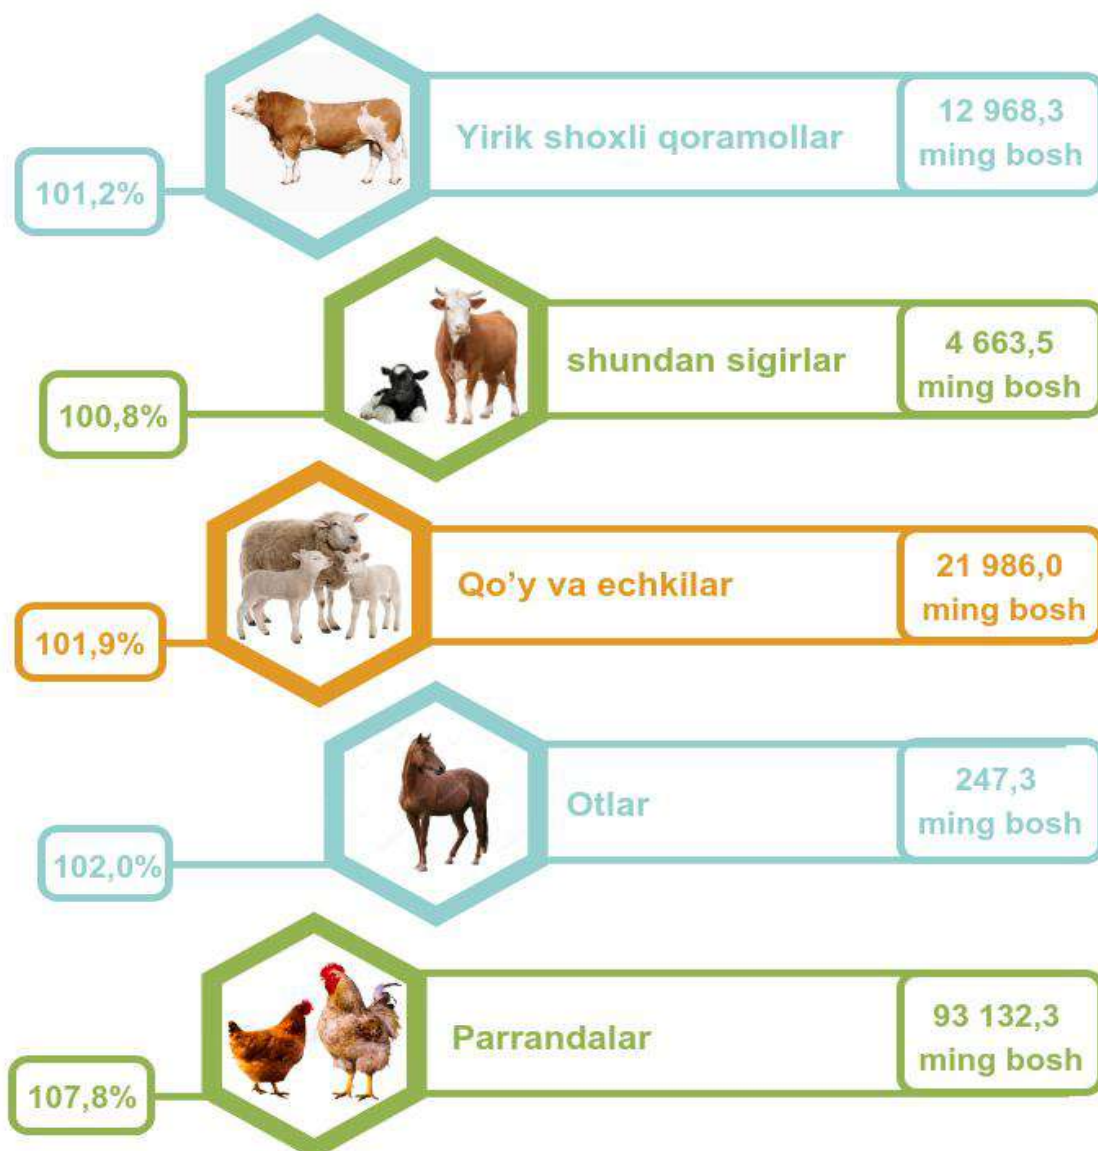 Yirik shoxli qoramollar
12 968,3
ming bosh
101,2%
shundan sigirlar
4 663,5
ming bosh
100,8%
Qo’y va echkilar
21 986,0
ming bosh
101,9%
Otlar
247,3
ming bosh
102,0%
Parrandalar
93 132,3
ming bosh
107,8%